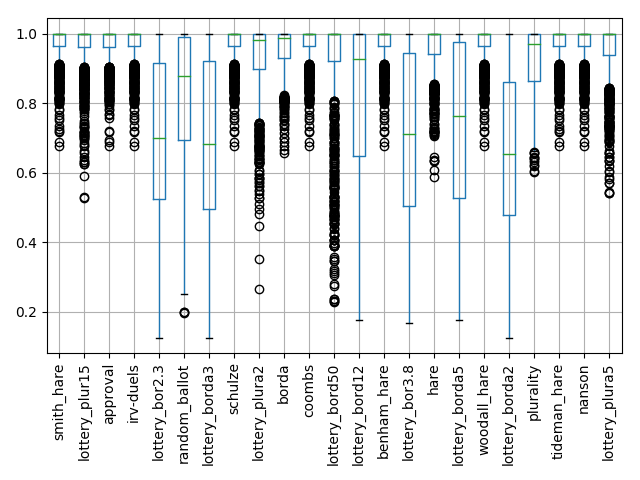 1.0
0.8
0.6
0.4
0.2
smith_hare
lottery_plur15
approval
irv-duels
lottery_bor2.3
random_ballot
lottery_borda3
schulze
lottery_plura2
borda
coombs
lottery_bord50
lottery_bord12
benham_hare
lottery_bor3.8
hare
lottery_borda5
woodall_hare
lottery_borda2
plurality
tideman_hare
nanson
lottery_plura5